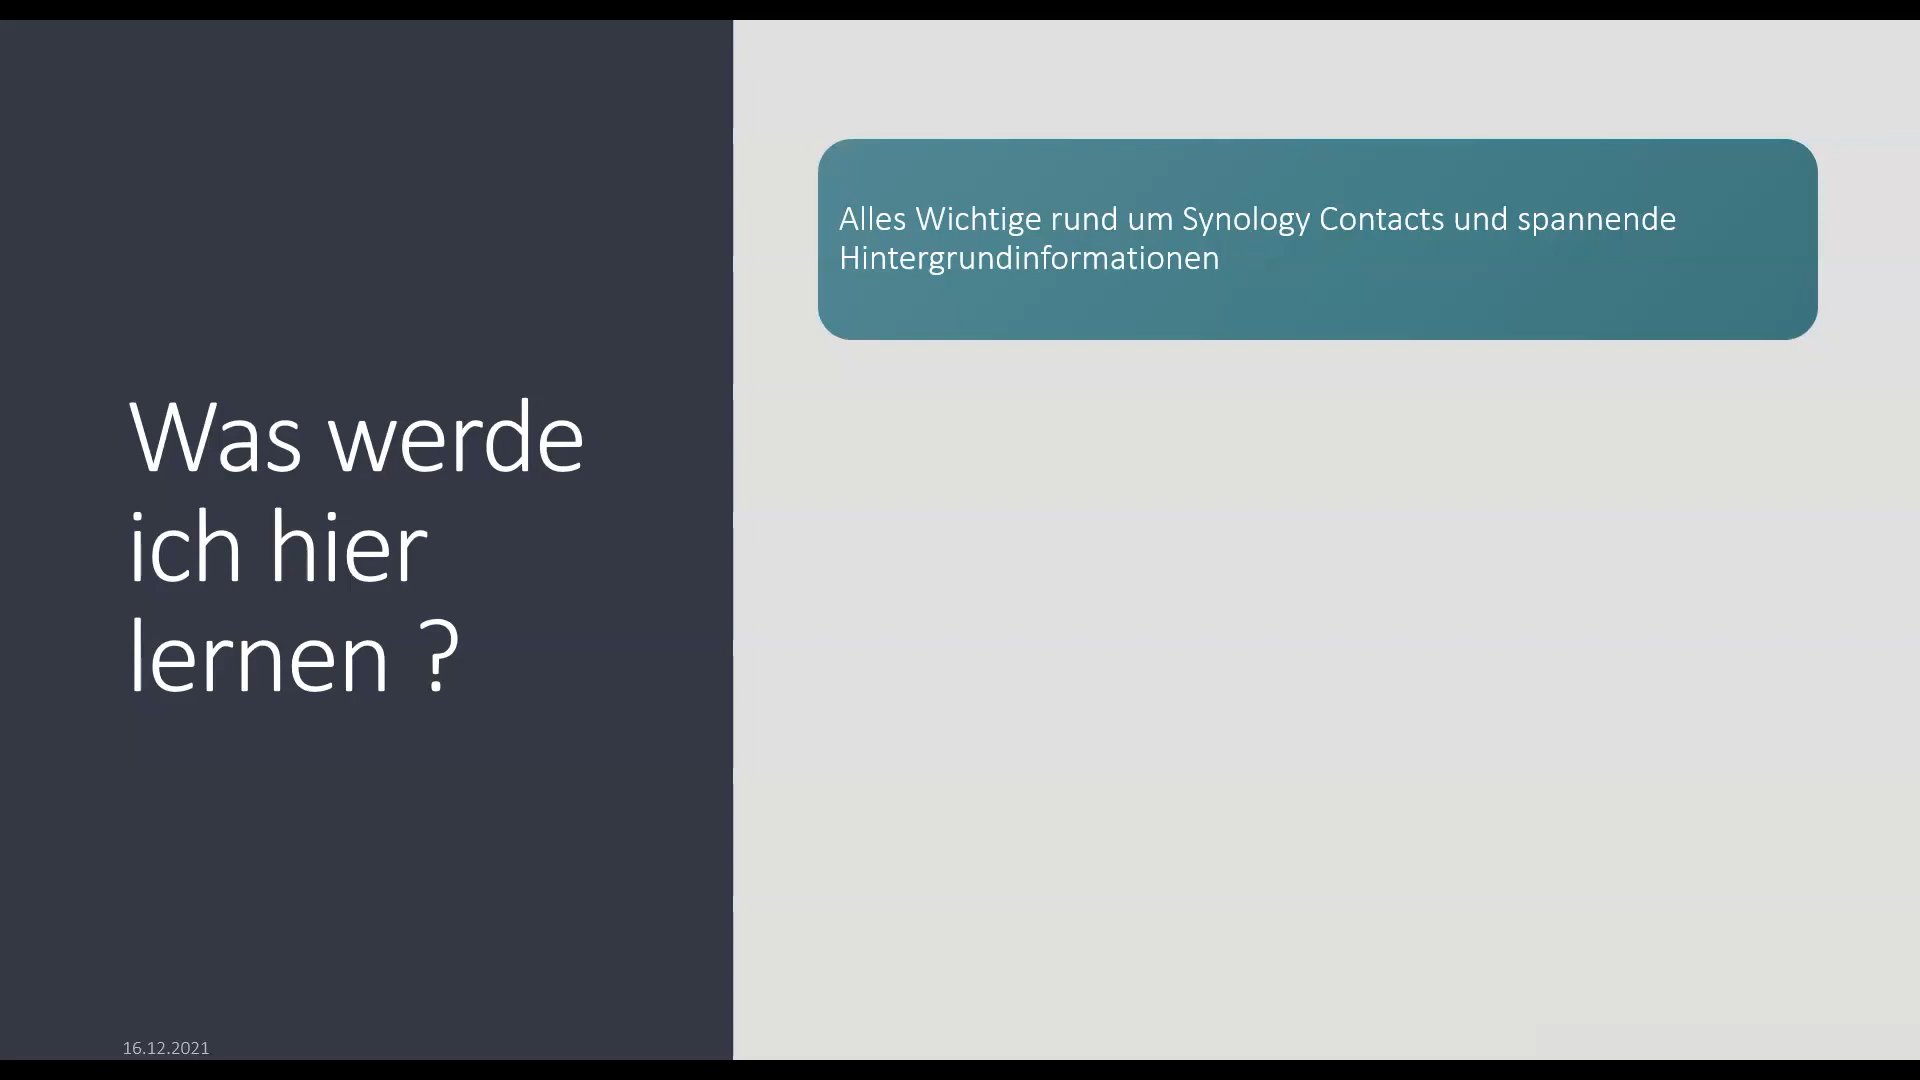 Was werde
ich hier
lernen ?
Alles Wichtige rund um Synology Contacts und spannende
Hintergrundinformationen
16.12.2021